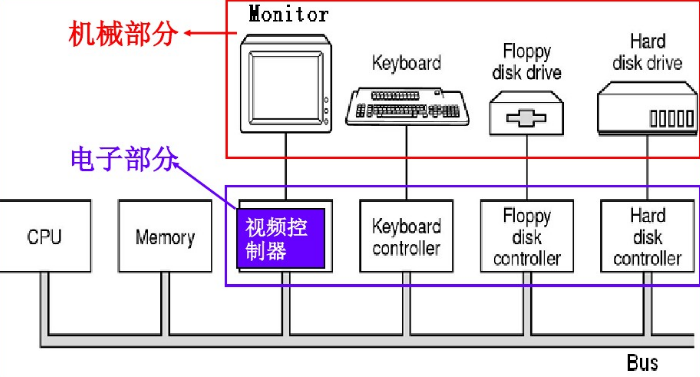 Monitor
机械部分
Keyboard
Floppy
disk drive
Hard
disk drive
电子部分
CPU
Memory
视频控
制器
Keyboard
controller
Floppy
disk
controller
Hard
disk
controller
Bus